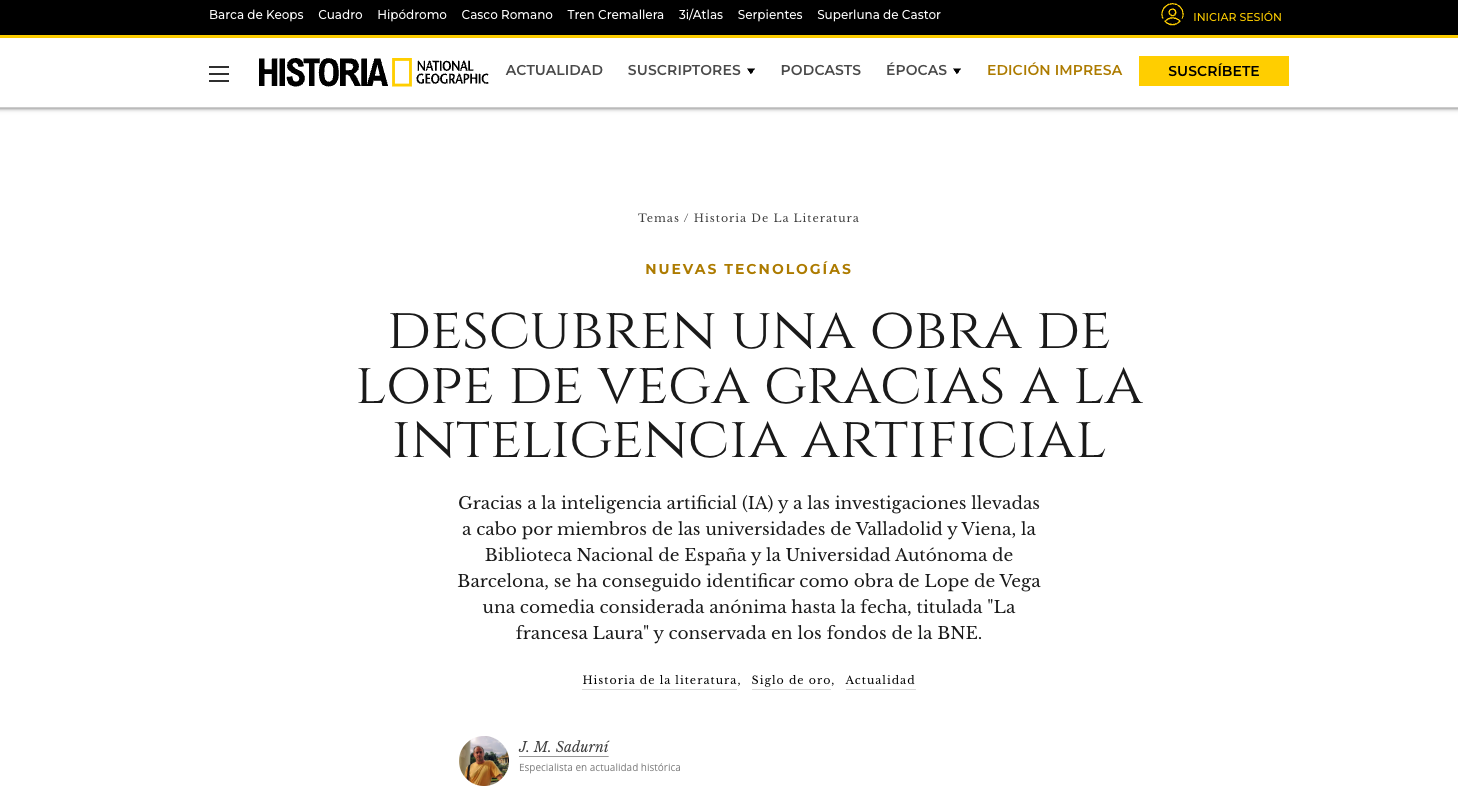 Barca de Keops Cuadro Hipódromo Casco Romano Tren Cremallera 3i/Atlas Serpientes Superluna de Castor INICIAR SESIÓN
HISTORIA NATIONAL GEOGRAPHIC ACTUALIDAD SUSCRIPTORES PODCASTS ÉPOCAS EDICIÓN IMPRESA SUSCRÍBETE
Temas / Historia De La Literatura
NUEVAS TECNOLOGÍAS
DESCUBREN UNA OBRA DE
LOPE DE VEGA GRACIAS A LA
INTELIGENCIA ARTIFICIAL
Gracias a la inteligencia artificial (IA) y a las investigaciones llevadas
a cabo por miembros de las universidades de Valladolid y Viena, la
Biblioteca Nacional de España y la Universidad Autónoma de
Barcelona, se ha conseguido identificar como obra de Lope de Vega
una comedia considerada anónima hasta la fecha, titulada "La
francesa Laura" y conservada en los fondos de la BNE.
Historia de la literatura, Siglo de oro, Actualidad
J. M. Sadurní
Especialista en actualidad histórica